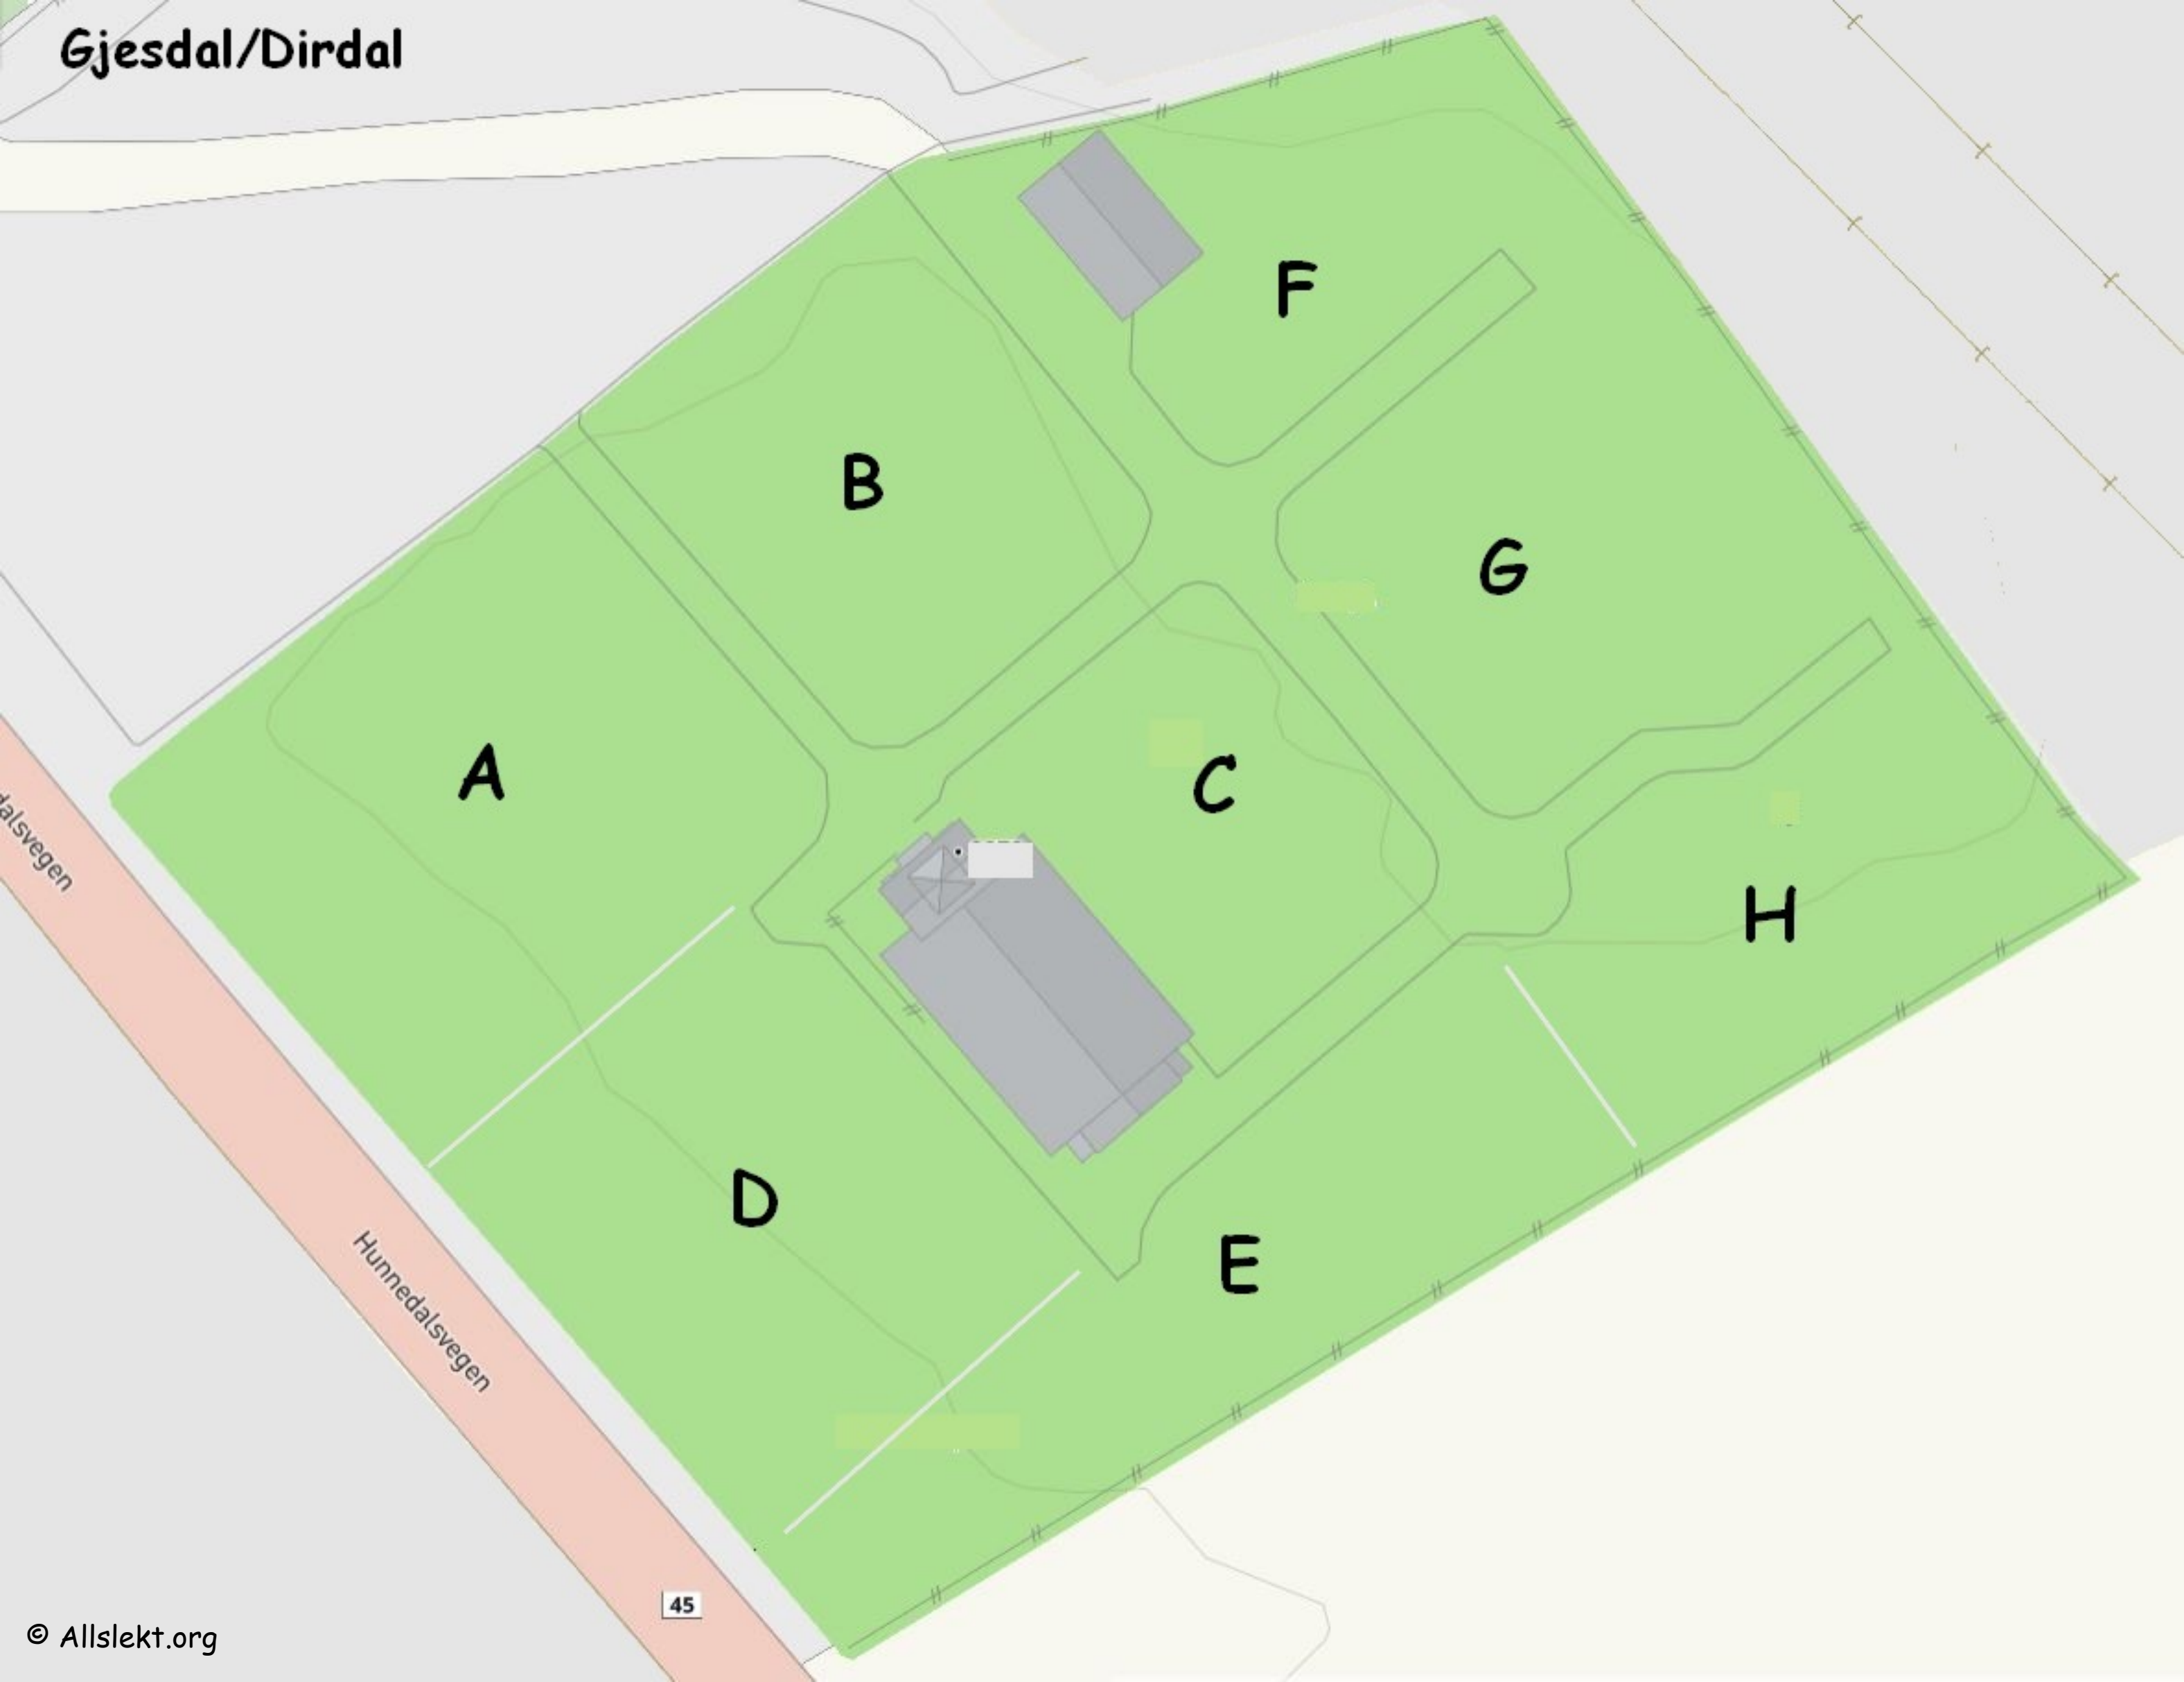 Gjesdal/Dirdal
F
B
G
A
C
dalsvegen
H
D
E
Hunnedalsvegen
45
© Allslekt.org